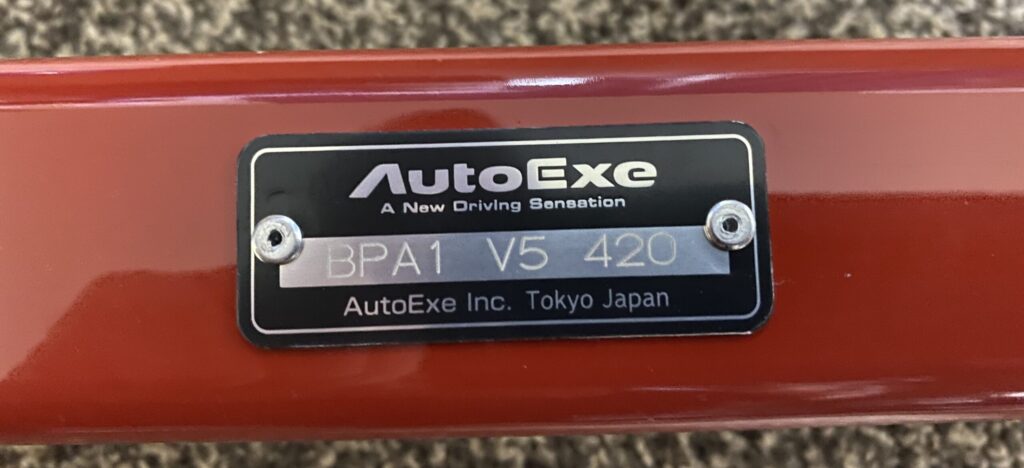 AutoExe
A New Driving Sensation
BPA1 V5 420
AutoExe Inc. Tokyo Japan